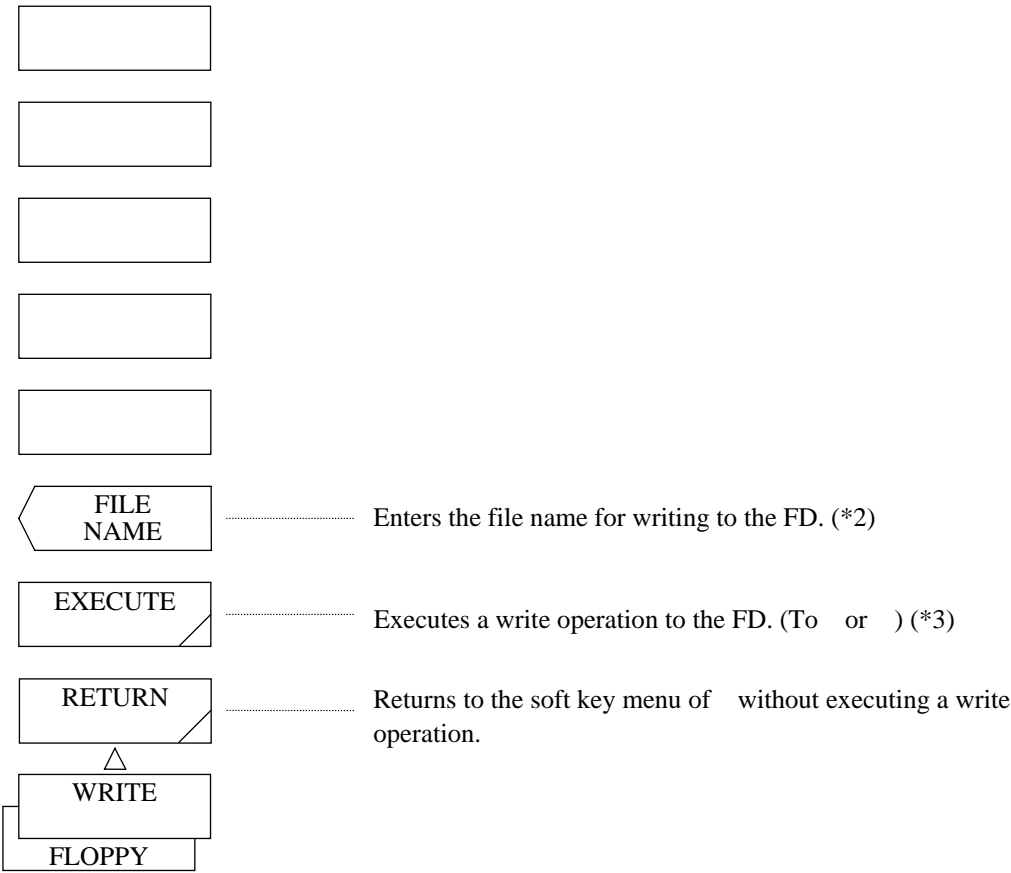 FILE
NAME
Enters the file name for writing to the FD. (*2)
EXECUTE
Executes a write operation to the FD. (To or ) (*3)
RETURN
Returns to the soft key menu of without executing a write
operation.
WRITE
FLOPPY